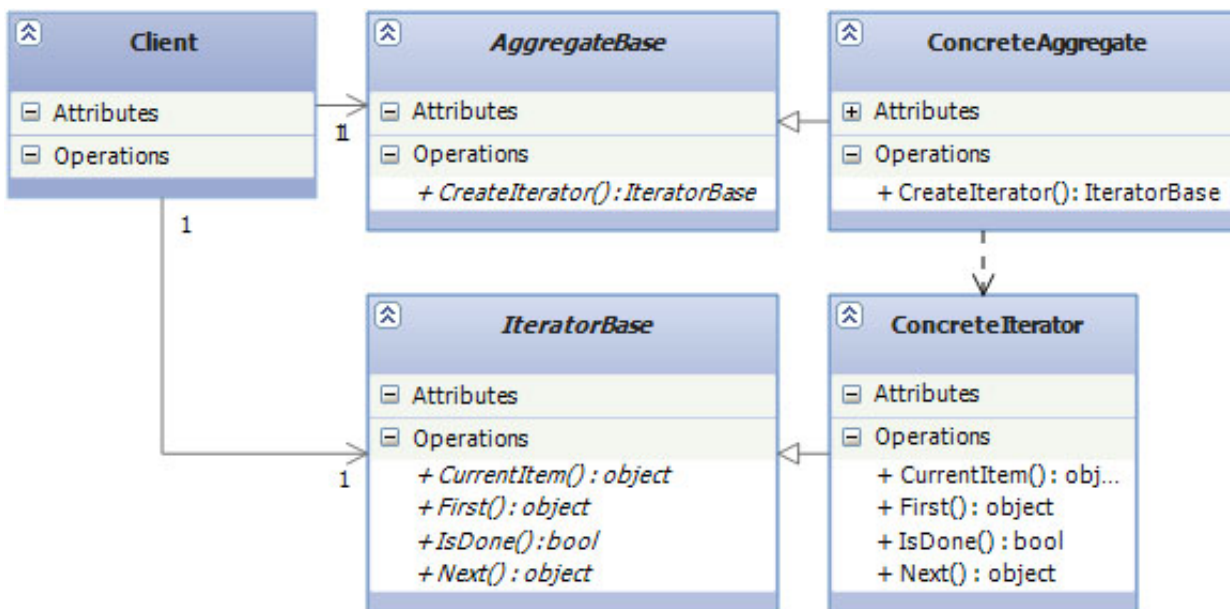 Client
Attributes
Operations
AggregateBase
Attributes
Operations
+ CreateIterator() : IteratorBase
ConcreteAggregate
Attributes
Operations
+ CreateIterator() : IteratorBase
11
1
IteratorBase
Attributes
Operations
+ CurrentItem() : object
+ First() : object
+ IsDone() : bool
+ Next() : object
1
ConcreteIterator
Attributes
Operations
+ CurrentItem() : obj...
+ First() : object
+ IsDone() : bool
+ Next() : object